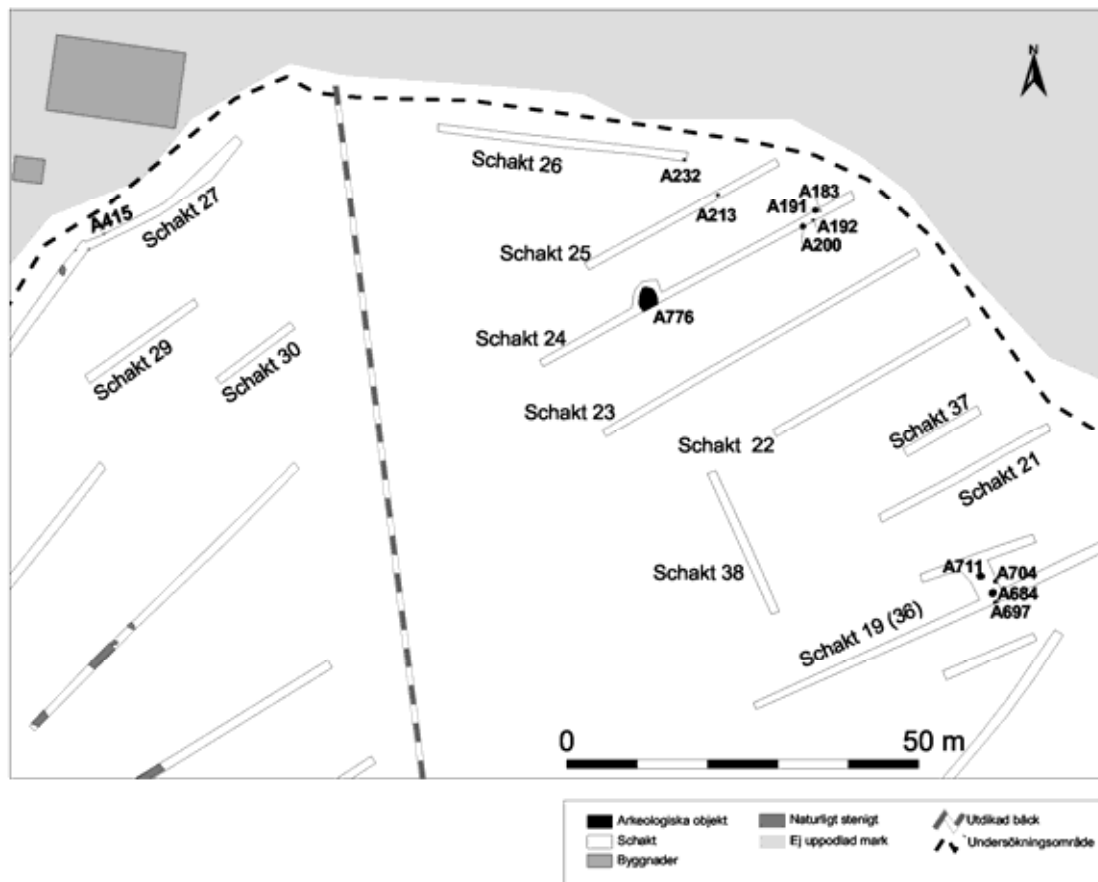 N
Schakt 26
A232
A415
Schakt 27
A183
A191
A213
A192
A200
Schakt 25
A776
Schakt 24
Schakt 29
Schakt 30
Schakt 23
Schakt 37
Schakt 22
Schakt 21
Schakt 38
A711
A704
A684
A697
Schakt 19 (36)
0
50 m
Arkeologiska objekt
Naturligt stenigt
Utdikad bäck
Schakt
Ej uppodlad mark
Undersökningsområde
Byggnader